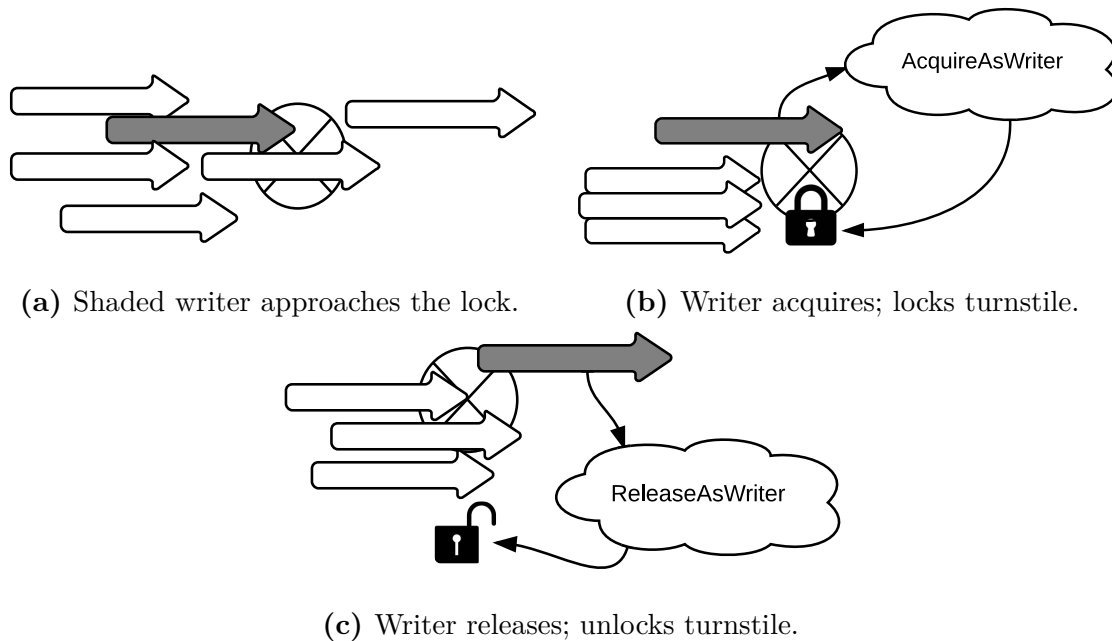 AcquireAsWriter
(a) Shaded writer approaches the lock.
(b) Writer acquires; locks turnstile.
ReleaseAsWriter
(c) Writer releases; unlocks turnstile.